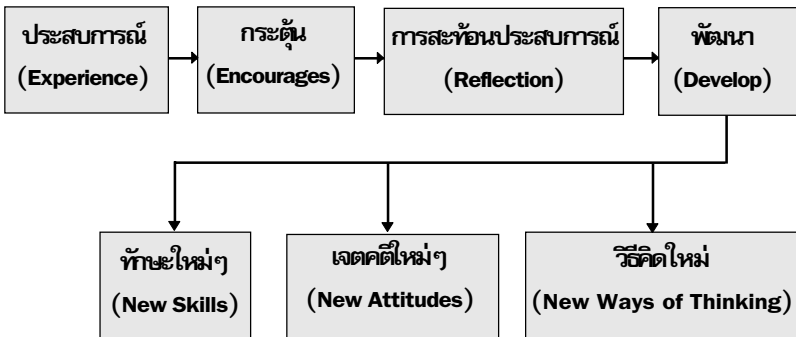 ประสบการณ์
(Experience)
กระตุ้น
(Encourages)
การสะท้อนประสบการณ์
(Reflection)
พัฒนา
(Develop)
ทักษะใหม่ๆ
(New Skills)
เจตคติใหม่ๆ
(New Attitudes)
วิธีคิดใหม่
(New Ways of Thinking)